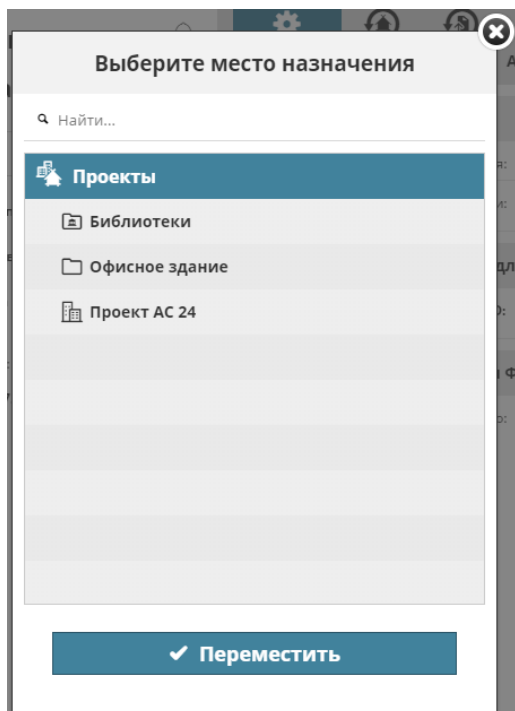 Выберите место назначения
Найти...
Проекты
Библиотеки
Офисное здание
Проект АС 24
Переместить